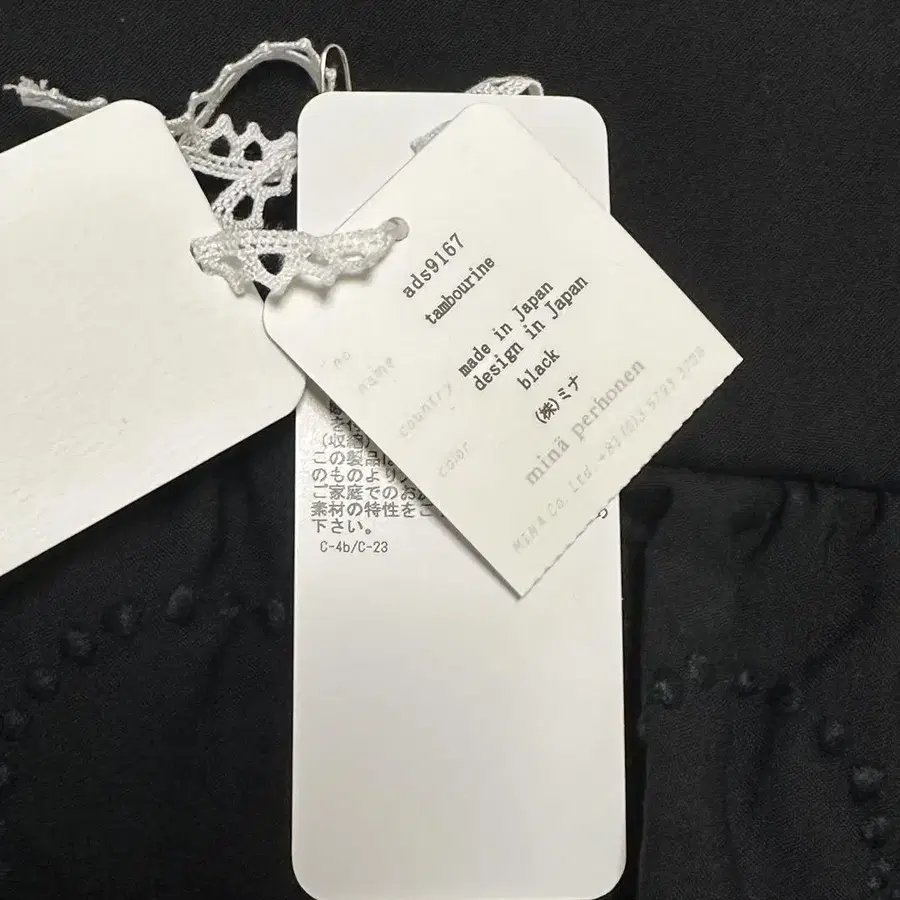 ads9167
tambourine
made in Japan
design in Japan
black
(株)ミナ
no
name
country
color
minä perhonen
MINA Co., Ltd.
(収縮)
この製品は
のものより
ご家庭でのお
素材の特性をご
下さい。
C-4b/C-23